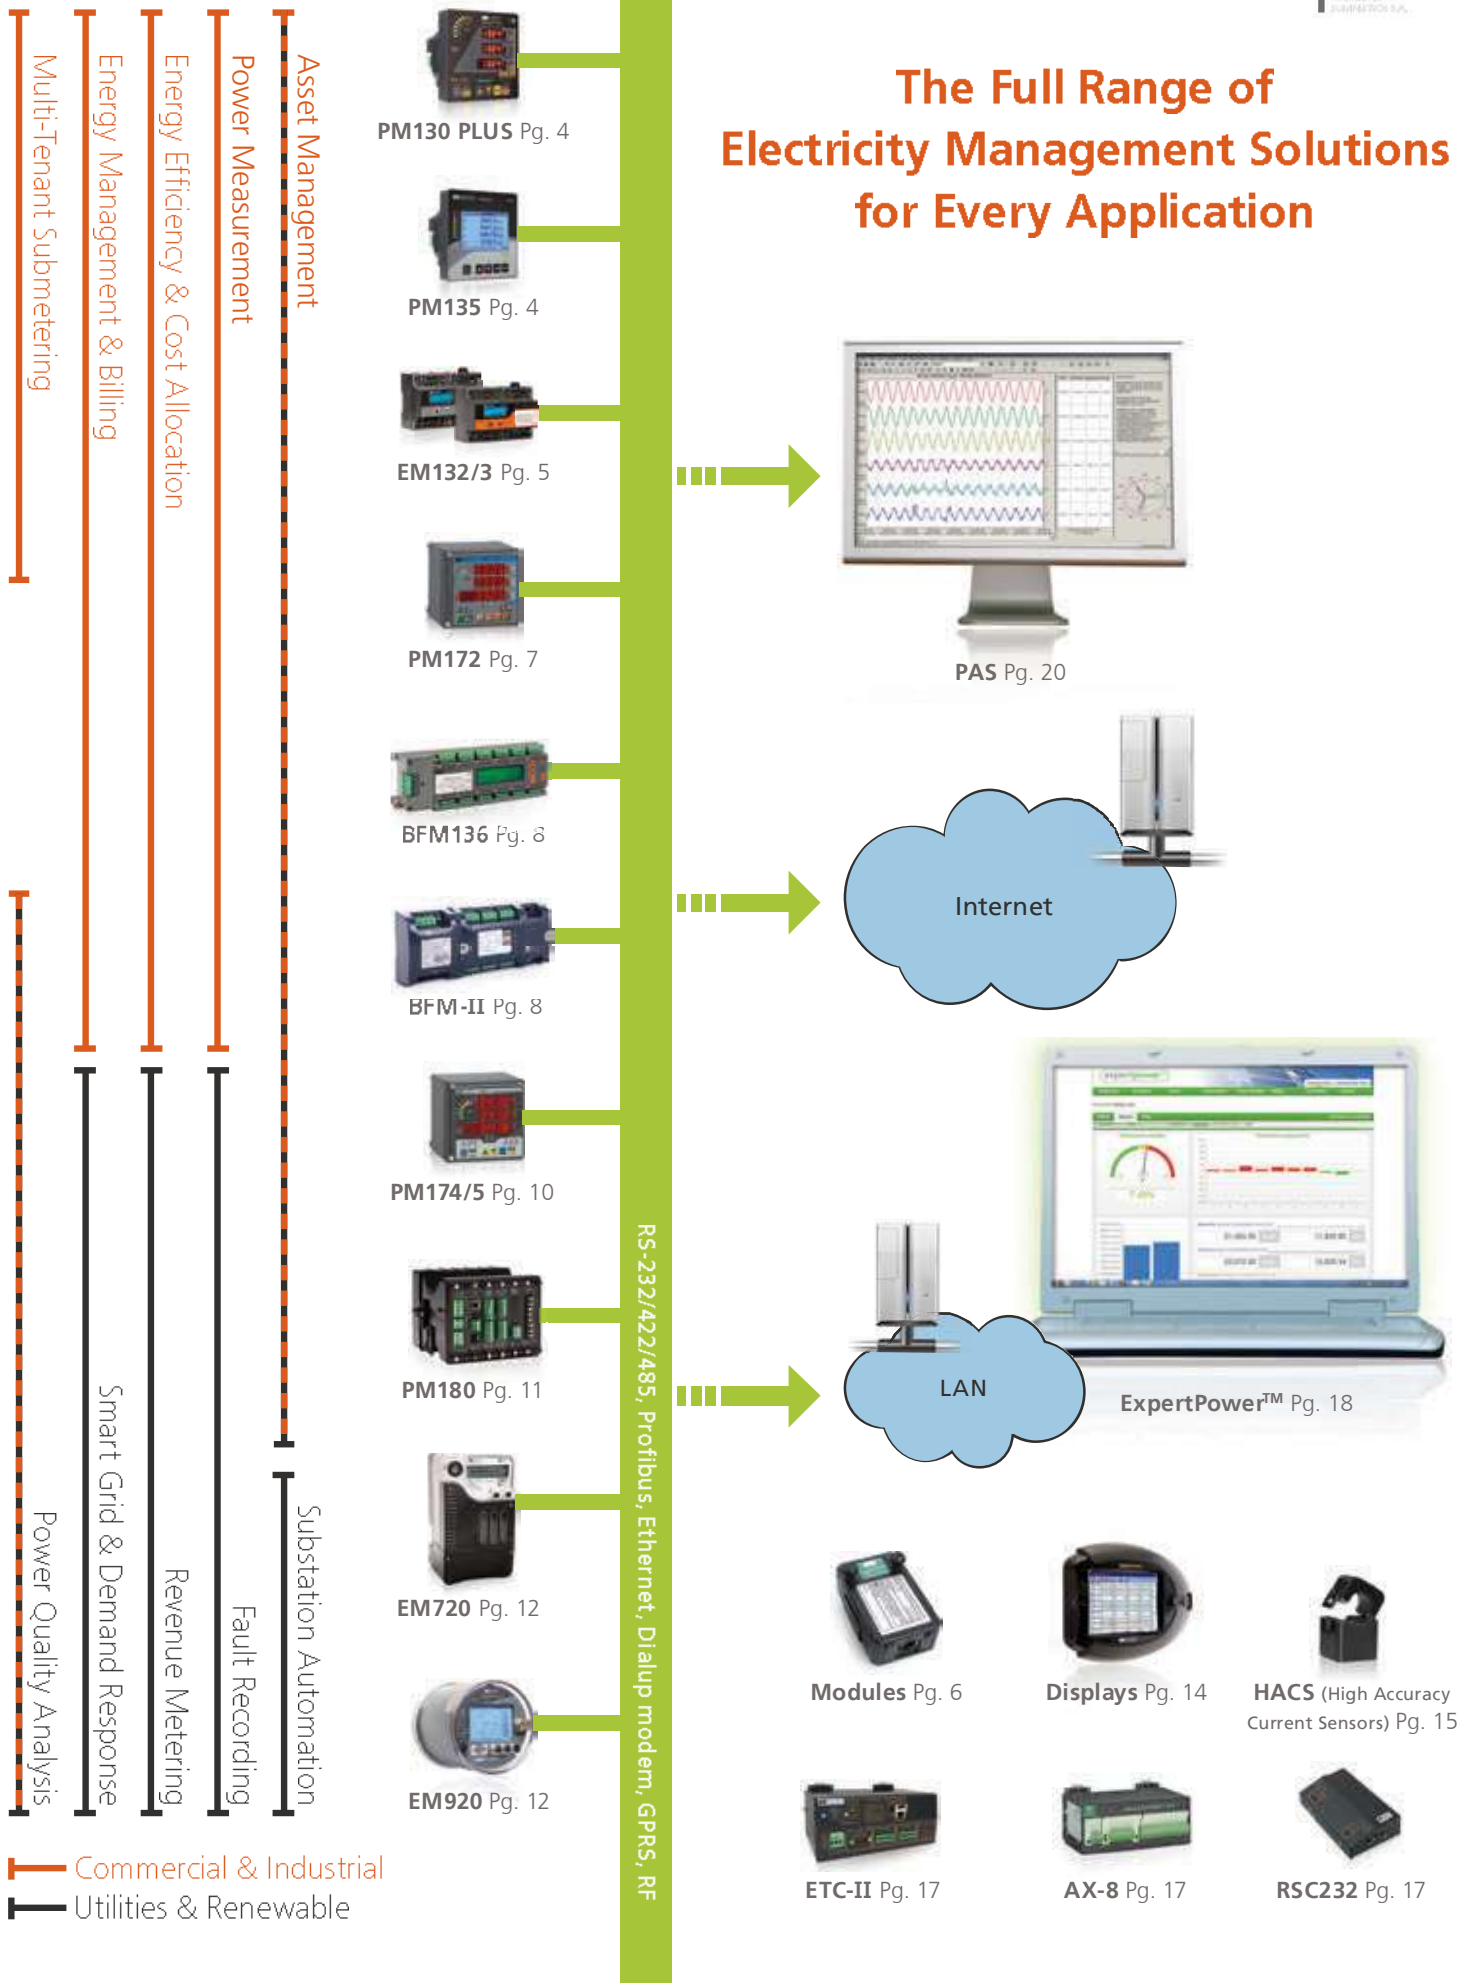 The Full Range of
Electricity Management Solutions
for Every Application
Multi-Tenant Submetering
Energy Management & Billing
Energy Efficiency & Cost Allocation
Power Measurement
Asset Management
Power Quality Analysis
Smart Grid & Demand Response
Revenue Metering
Fault Recording
Substation Automation
Commercial & Industrial
Utilities & Renewable
PM130 PLUS Pg. 4
PM135 Pg. 4
EM132/3 Pg. 5
PM172 Pg. 7
BFM136 Pg. 8
BFM-II Pg. 8
PM174/5 Pg. 10
PM180 Pg. 11
EM720 Pg. 12
EM920 Pg. 12
RS-232/422/485, Profibus, Ethernet, Dialup modem, GPRS, RF
PAS Pg. 20
Internet
LAN
ExpertPower™ Pg. 18
Modules Pg. 6
Displays Pg. 14
HACS (High Accuracy
Current Sensors) Pg. 15
ETC-II Pg. 17
AX-8 Pg. 17
RSC232 Pg. 17